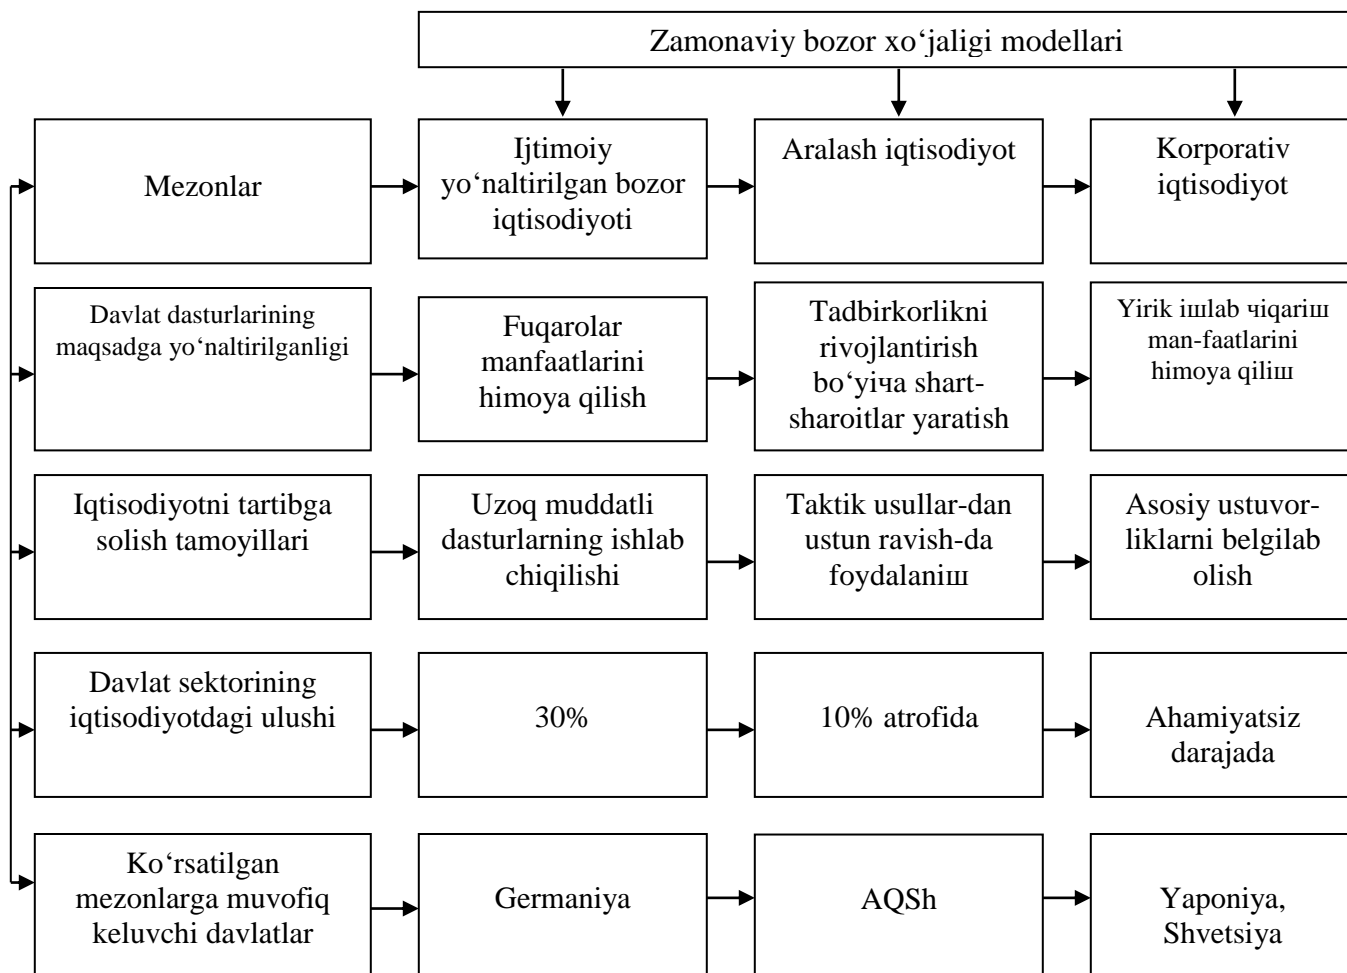 Zamonaviy bozor xo‘jaligi modellari
Mezonlar
Ijtimoiy
yo‘naltirilgan bozor
iqtisodiyoti
Aralash iqtisodiyot
Korporativ
iqtisodiyot
Davlat dasturlarining
maqsadga yo‘naltirilganligi
Fuqarolar
manfaatlarini
himoya qilish
Tadbirkorlikni
rivojlantirish
bo‘yiча shart-
sharoitlar yaratish
Yirik iшlab чiqariш
man-faatlarini
himoya qiliш
Iqtisodiyotni tartibga
solish tamoyillari
Uzoq muddatli
dasturlarning ishlab
chiqilishi
Taktik usullar-dan
ustun ravish-da
foydalaniш
Asosiy ustuvor-
liklarni belgilab
olish
Davlat sektorining
iqtisodiyotdagi ulushi
30%
10% atrofida
Ahamiyatsiz
darajada
Ko‘rsatilgan
mezonlarga muvofiq
keluvchi davlatlar
Germaniya
AQSh
Yaponiya,
Shvetsiya